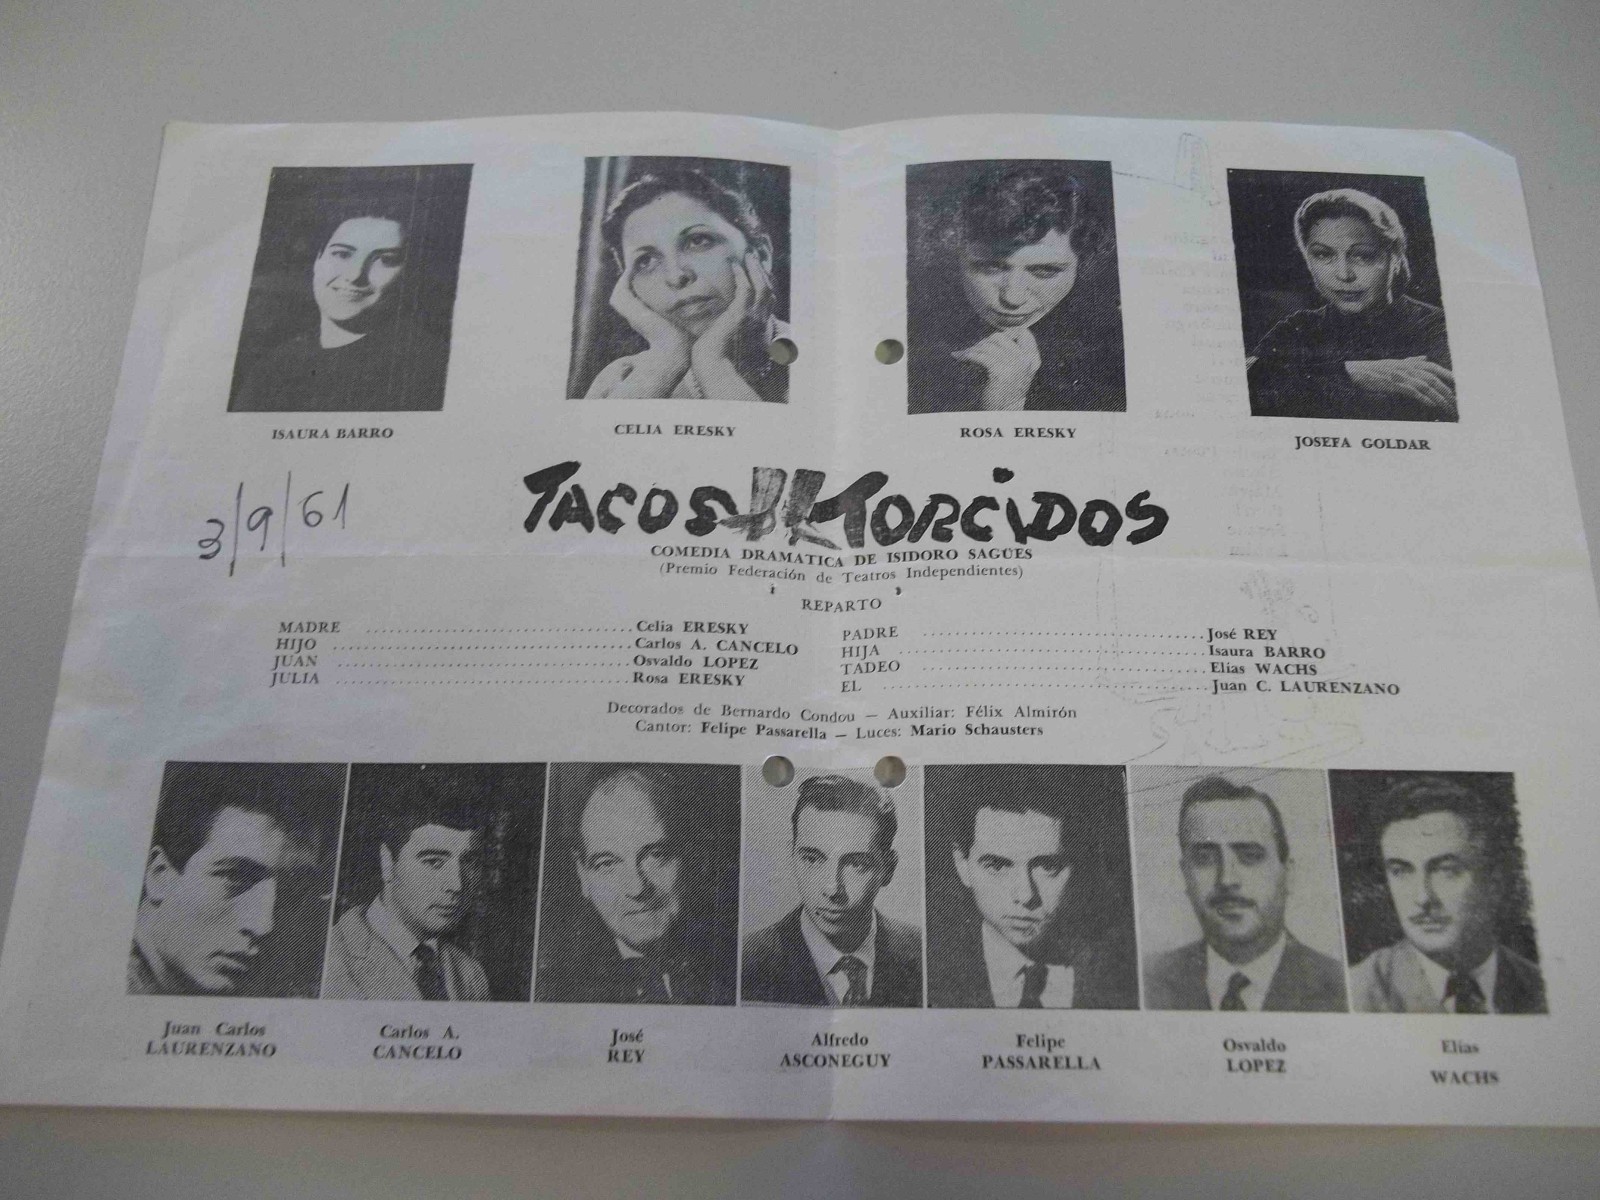 ISAURA BARRO
CELIA ERESKY
ROSA ERESKY
JOSEFA GOLDAR
3/9/61
TACOS TORCIDOS
COMEDIA DRAMATICA DE ISIDORO SAGÜES
(Premio Federación de Teatros Independientes)
REPARTO
MADRE ........ Celia ERESKY
HIJO ........ Carlos A. CANCELO
JUAN ........ Osvaldo LOPEZ
JULIA ........ Rosa ERESKY
PADRE ........ José REY
HIJA ........ Isaura BARRO
TADEO ........ Elías WACHS
EL ........ Juan C. LAURENZANO
Decorados de Bernardo Condou — Auxiliar: Félix Almirón
Cantor: Felipe Passarella — Luces: Mario Schausters
Juan Carlos
LAURENZANO
Carlos A.
CANCELO
José
REY
Alfredo
ASCONEGUY
Felipe
PASSARELLA
Osvaldo
LOPEZ
Elías
WACHS